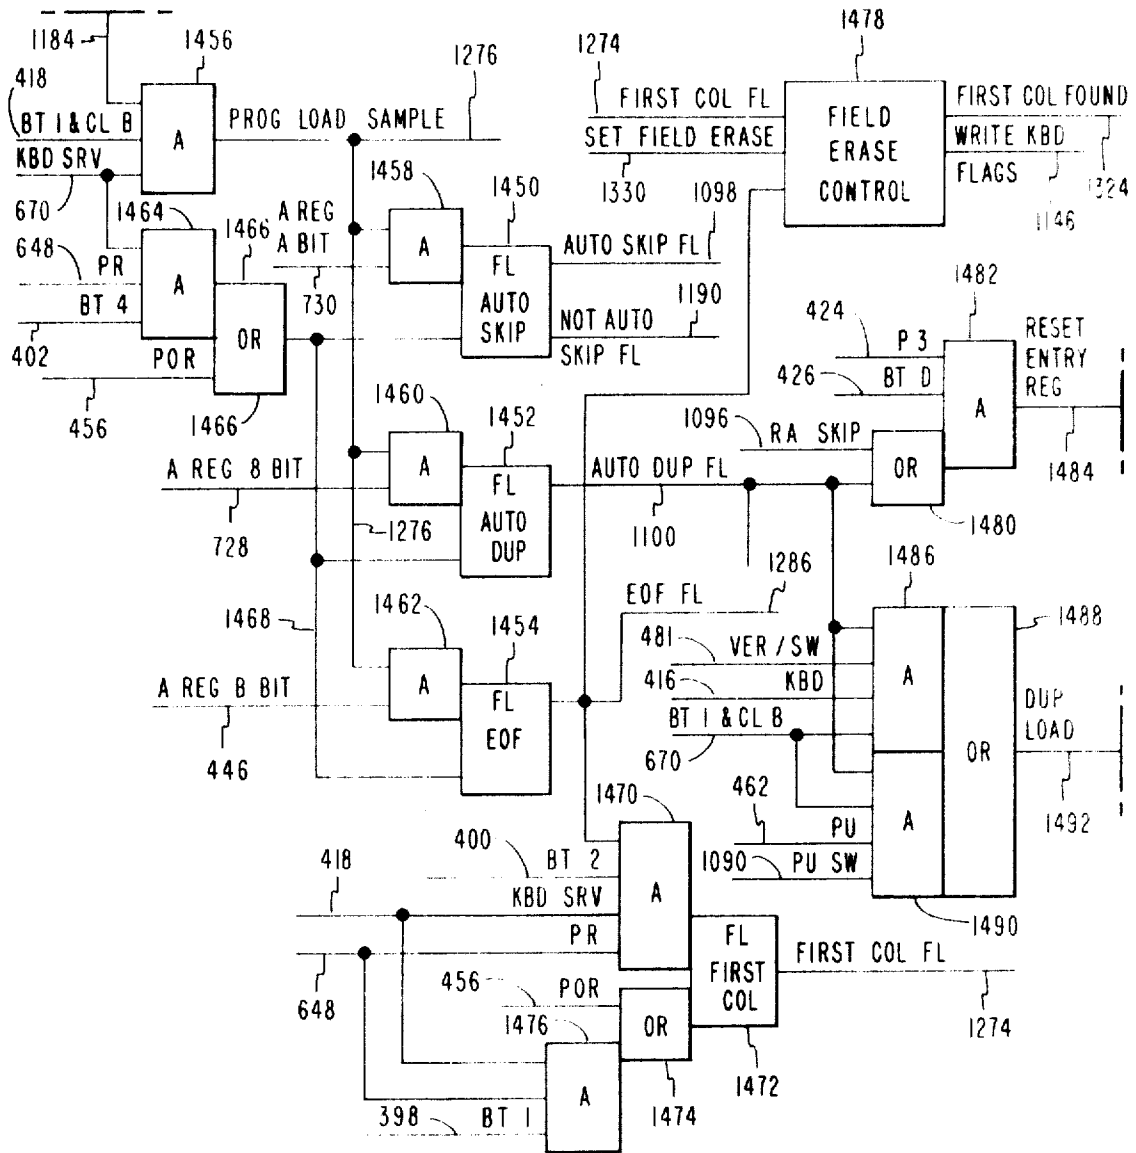 1184
1456
1276
1274
1478
418
BT 1 & CL B
A
PROG LOAD SAMPLE
FIRST COL FL
FIELD
ERASE
CONTROL
FIRST COL FOUND
KBD SRV
SET FIELD ERASE
WRITE KBD
FLAGS
670
1464
1466
1458
1450
1330
1098
1146
1324
648
PR
A
A REG
A BIT
A
FL
AUTO
SKIP
AUTO SKIP FL
BT 4
730
1190
1482
402
POR
OR
NOT AUTO
SKIP FL
424
P 3
RESET
ENTRY
REG
456
1466
1460
1452
426
BT D
A
1096
RA SKIP
A REG 8 BIT
A
FL
AUTO
DUP
AUTO DUP FL
OR
1484
728
1276
1100
1480
1286
1486
1462
EOF FL
1468
1454
481
VER / SW
1488
A REG B BIT
A
FL
EOF
416
KBD
A
DUP
LOAD
BT 1 & CL B
OR
446
670
1470
462
PU
A
1492
400
BT 2
1090
PU SW
418
KBD SRV
A
1490
PR
FL
FIRST
COL
FIRST COL FL
648
456
POR
1476
OR
1274
1472
398
BT 1
A
1474